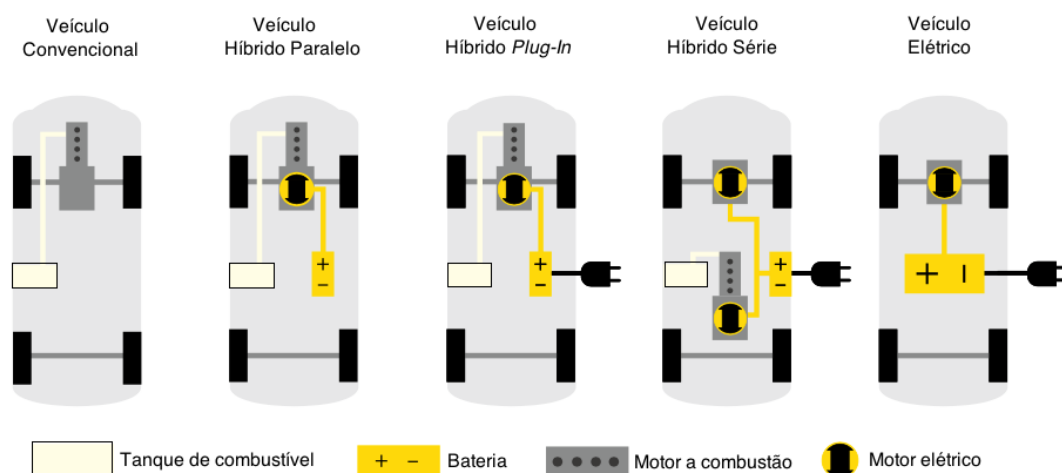 Veículo
Convencional
Veículo
Híbrido Paralelo
Veículo
Híbrido Plug-In
Veículo
Híbrido Série
Veículo
Elétrico
+
−
+
−
+
−
+ −
Tanque de combustível
+ −
Bateria
Motor a combustão
Motor elétrico